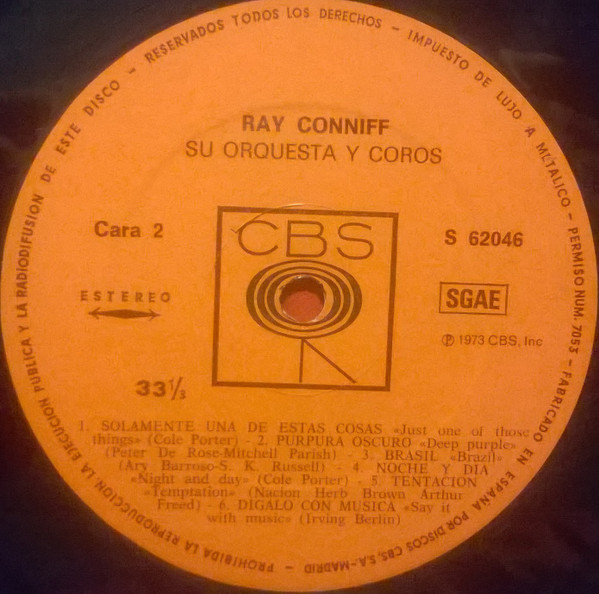 RESERVADOS TODOS LOS DERECHOS - IMPUESTO DE LUJO A METALICO - PERMISO NUM. 7053 - FABRICADO EN ESPAÑA POR DISCOS CBS, S.A.-MADRID - PROHIBIDA LA REPRODUCCION, LA EJECUCION PUBLICA Y LA RADIODIFUSION DE ESTE DISCO -
RAY CONNIFF
SU ORQUESTA Y COROS
Cara 2
CBS
S 62046
ESTEREO
SGAE
℗ 1973 CBS, Inc
33 1/3
1. SOLAMENTE UNA DE ESTAS COSAS «Just one of those
things» (Cole Porter) - 2. PURPURA OSCURO «Deep purple»
(Peter De Rose-Mitchell Parish) - 3. BRASIL «Brazil»
(Ary Barroso-S. K. Russell) - 4. NOCHE Y DIA
«Night and day» (Cole Porter) - 5. TENTACION
«Temptation» (Nacion Herb Brown Arthur
Freed) - 6. DIGALO CON MUSICA «Say it
with music» (Irving Berlin)